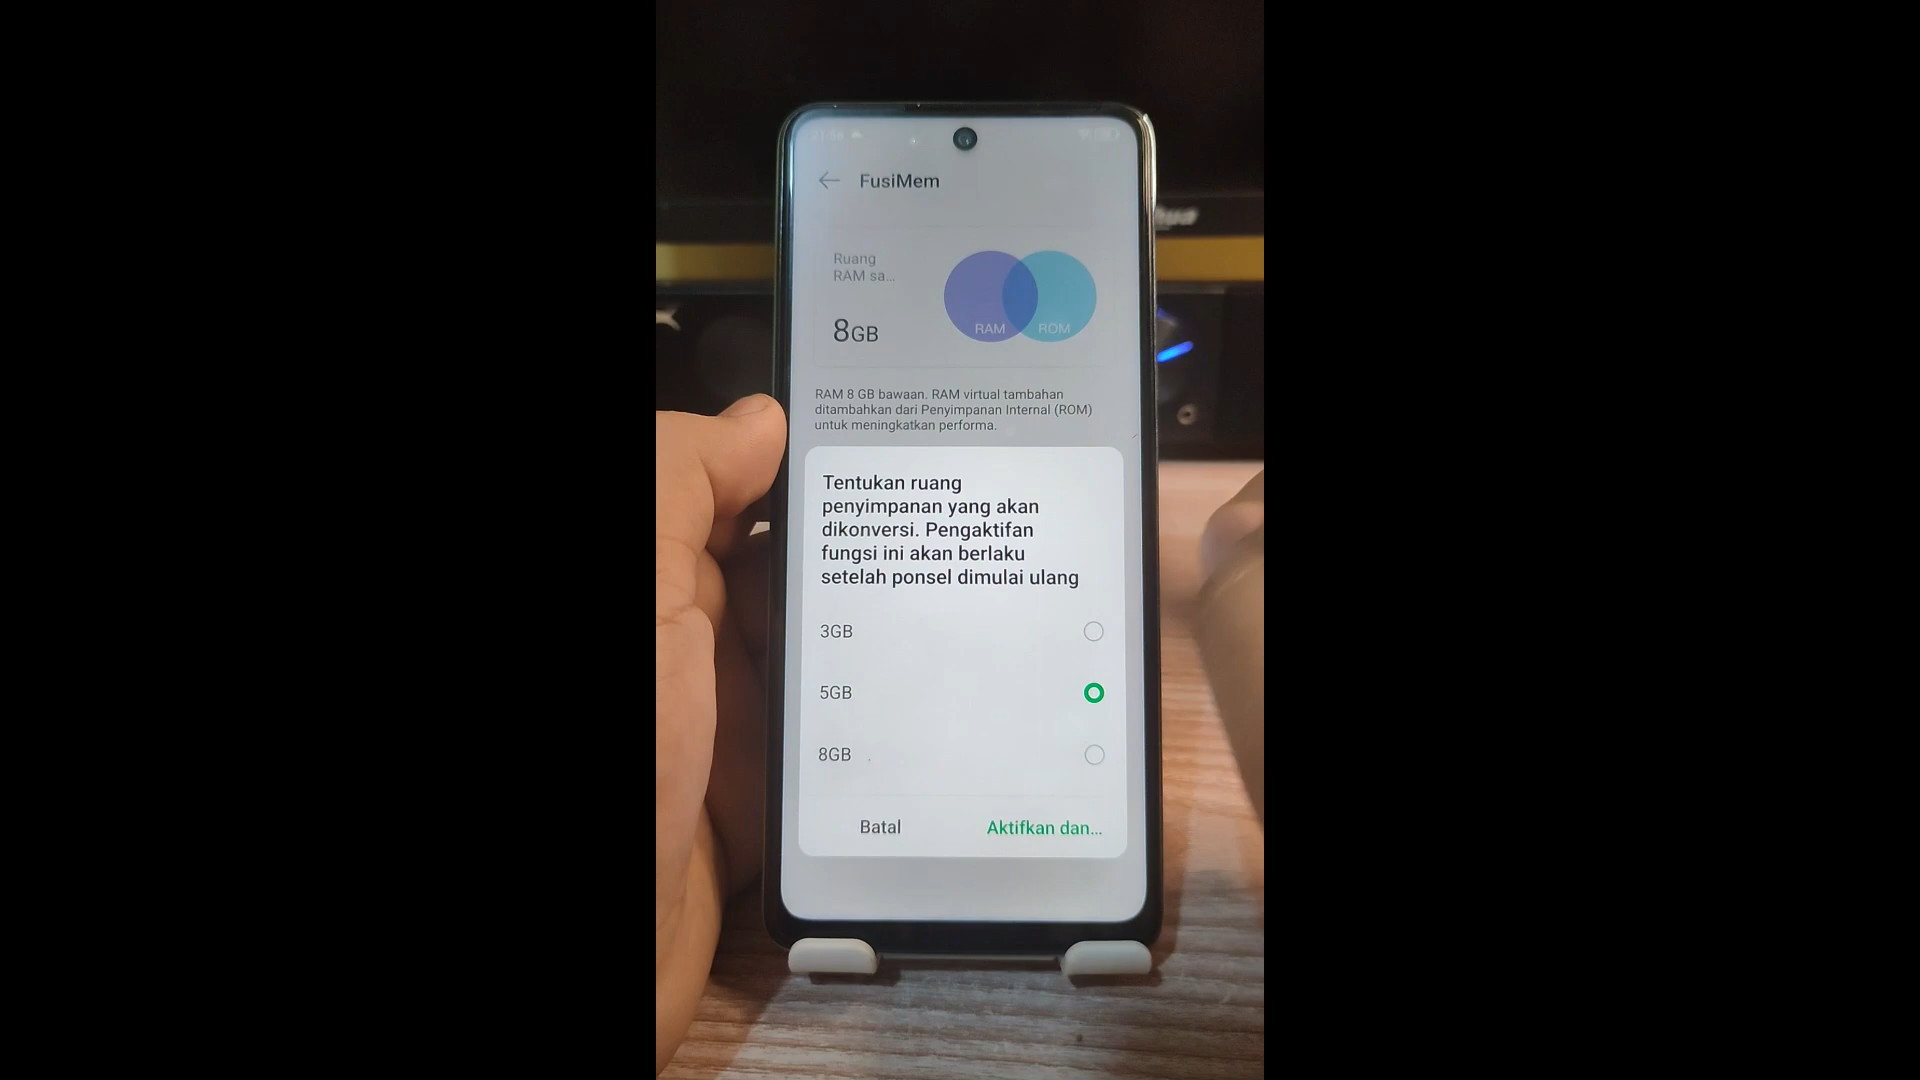 FusiMem
Ruang
RAM sa...
8GB
RAM
ROM
RAM 8 GB bawaan. RAM virtual tambahan
ditambahkan dari Penyimpanan Internal (ROM)
untuk meningkatkan performa.
Tentukan ruang
penyimpanan yang akan
dikonversi. Pengaktifan
fungsi ini akan berlaku
setelah ponsel dimulai ulang
3GB
5GB
8GB
Batal
Aktifkan dan...